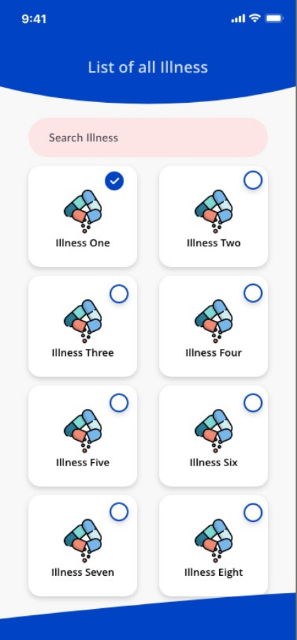 9:41
List of all Illness
Search Illness
Illness One
Illness Two
Illness Three
Illness Four
Illness Five
Illness Six
Illness Seven
Illness Eight